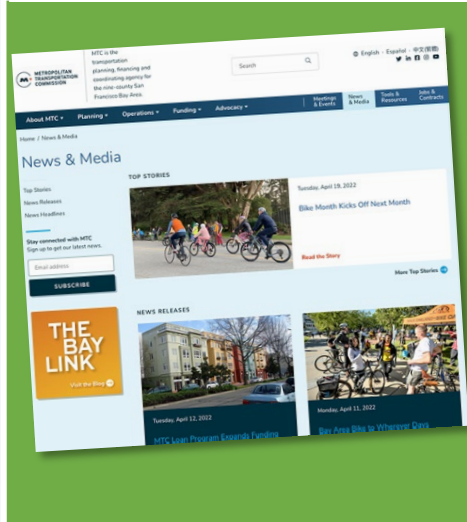 METROPOLITAN
TRANSPORTATION
COMMISSION
MTC is the
transportation
planning, financing and
coordinating agency for
the nine-county San
Francisco Bay Area.
Search
English · Español · 中文(繁體)
About MTC
Planning
Operations
Funding
Advocacy
Meetings
& Events
News
& Media
Tools &
Resources
Jobs &
Contracts
Home / News & Media
News & Media
Top Stories
News Releases
News Headlines
Stay connected with MTC
Sign up to get our latest news.
Email address
SUBSCRIBE
THE
BAY
LINK
Visit the Blog
TOP STORIES
Tuesday, April 19, 2022
Bike Month Kicks Off Next Month
Read the Story
More Top Stories
NEWS RELEASES
Tuesday, April 12, 2022
MTC Loan Program Expands Funding
Monday, April 11, 2022
Bay Area Bike to Wherever Days